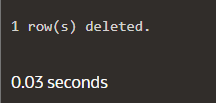 1 row(s) deleted.
0.03 seconds